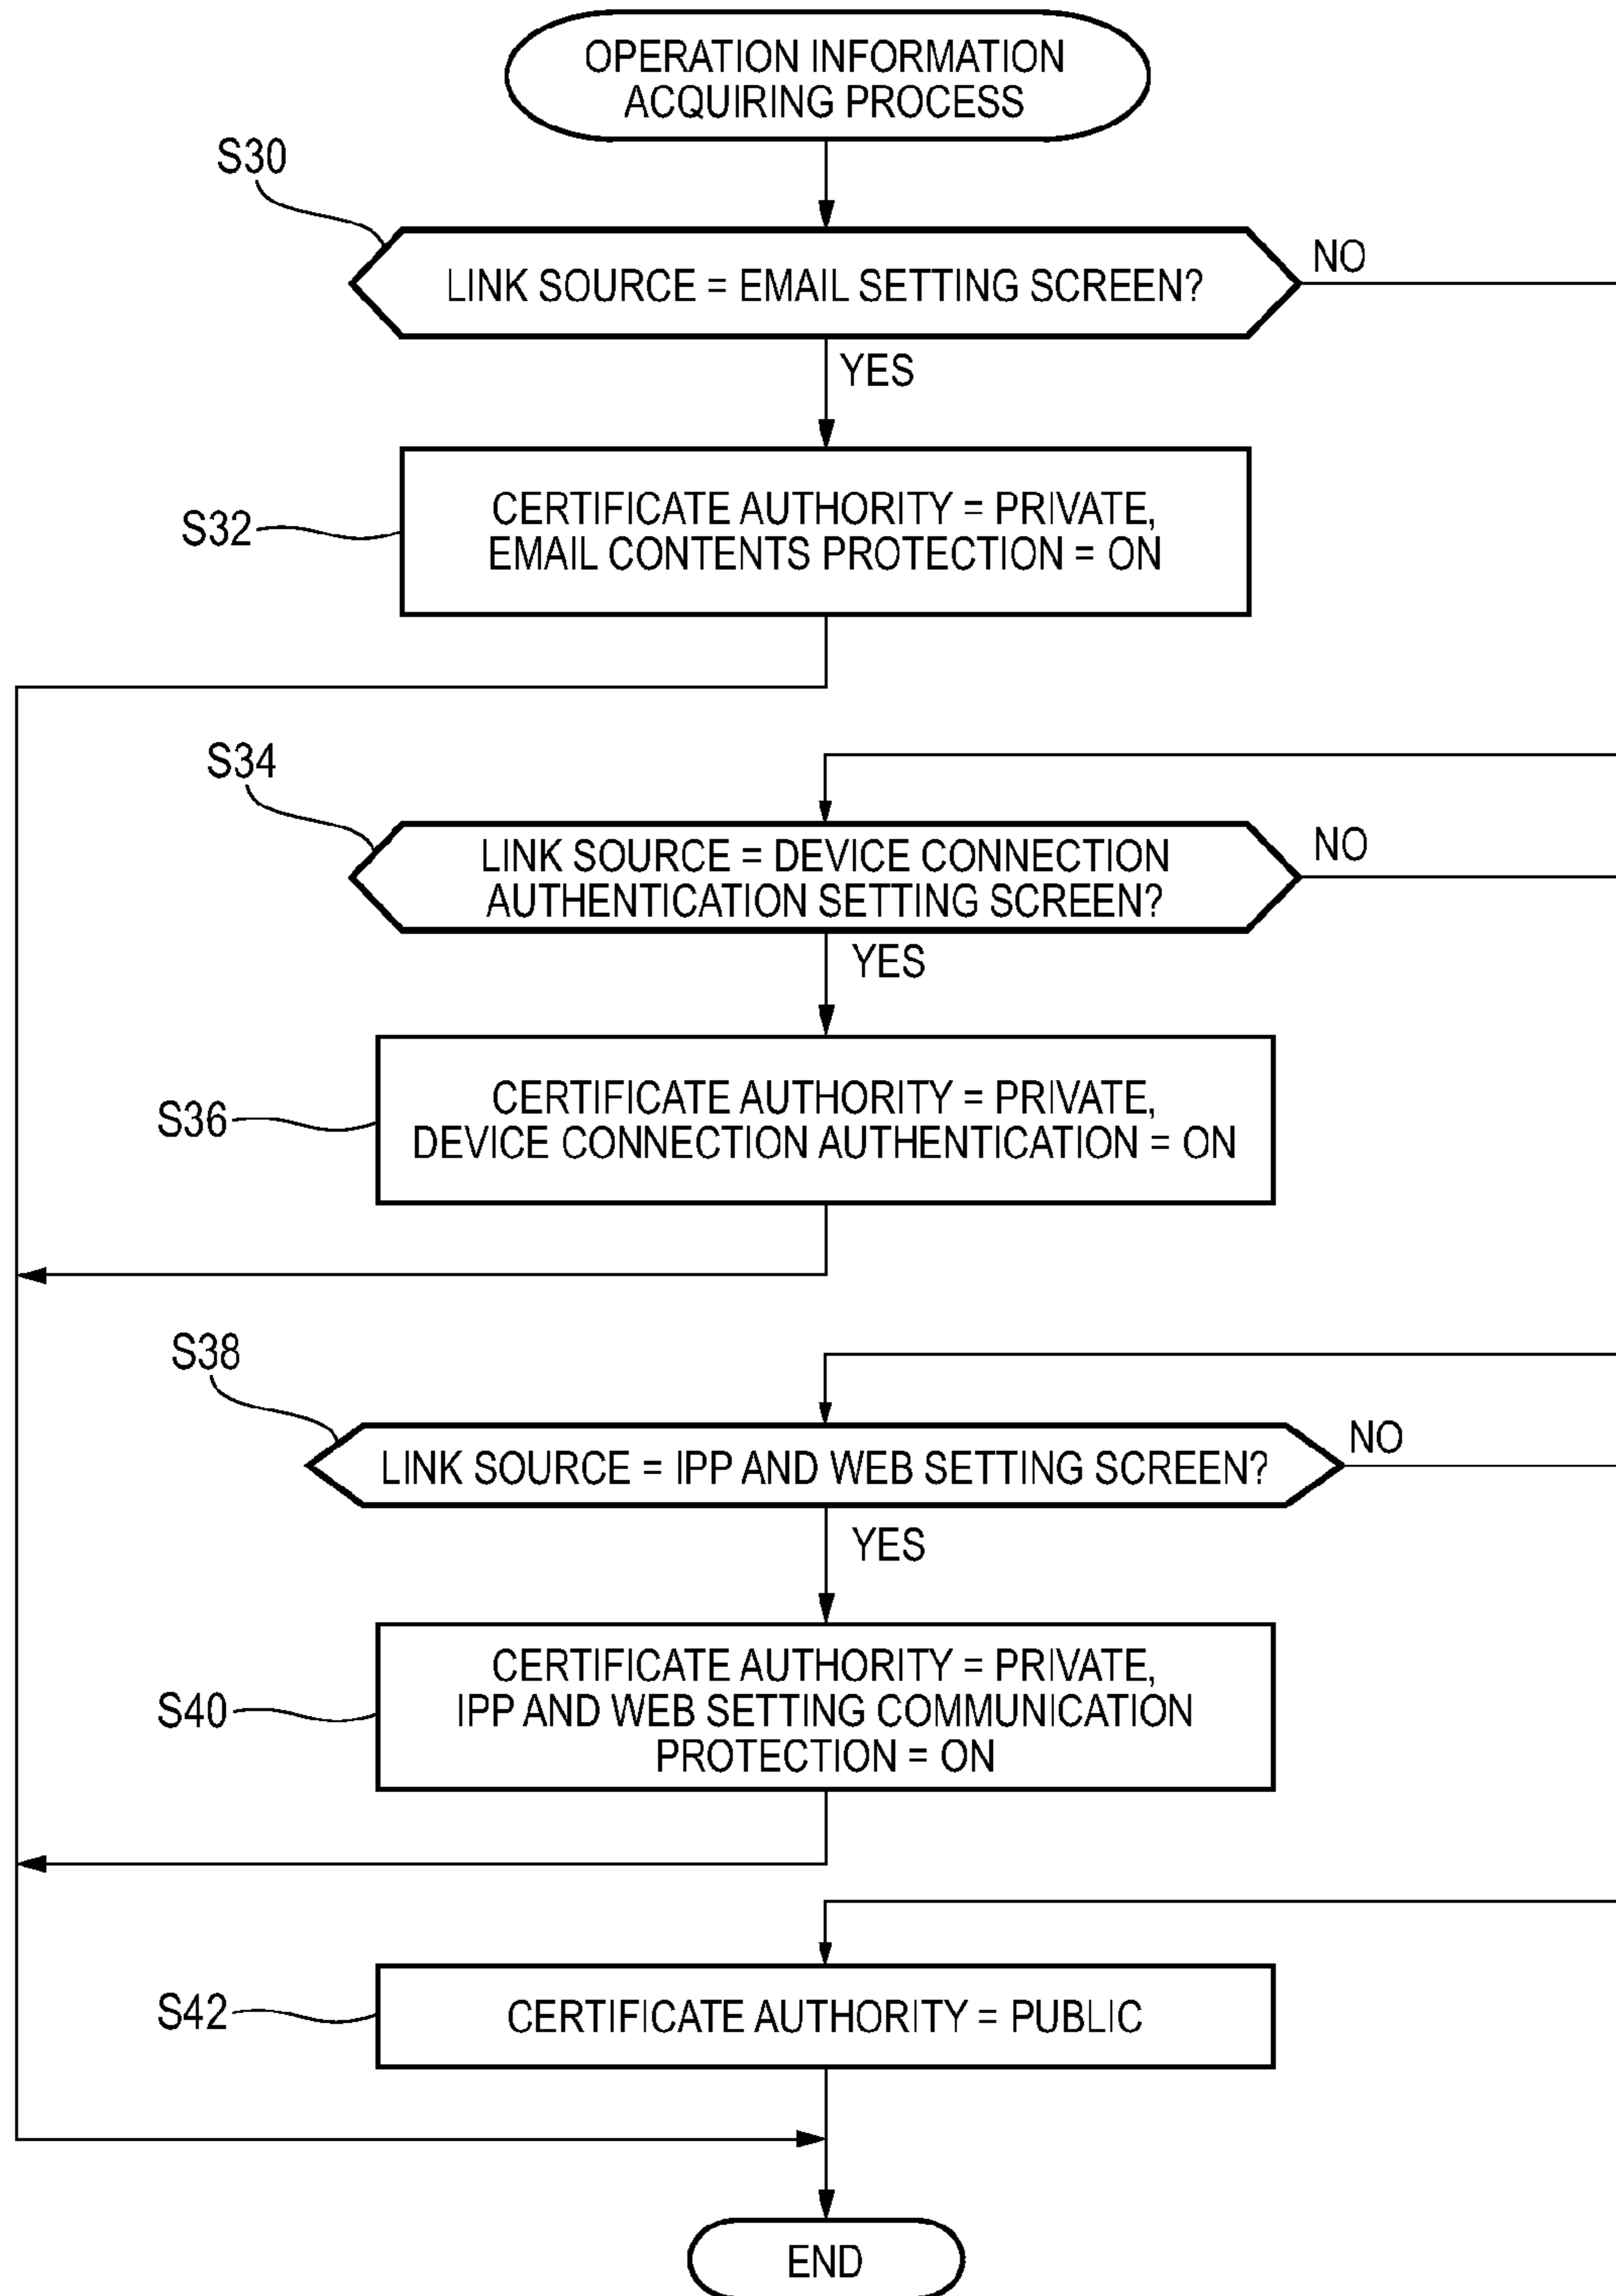 OPERATION INFORMATION
ACQUIRING PROCESS
S30
LINK SOURCE = EMAIL SETTING SCREEN?
NO
YES
S32
CERTIFICATE AUTHORITY = PRIVATE,
EMAIL CONTENTS PROTECTION = ON
S34
LINK SOURCE = DEVICE CONNECTION
AUTHENTICATION SETTING SCREEN?
NO
YES
S36
CERTIFICATE AUTHORITY = PRIVATE,
DEVICE CONNECTION AUTHENTICATION = ON
S38
LINK SOURCE = IPP AND WEB SETTING SCREEN?
NO
YES
S40
CERTIFICATE AUTHORITY = PRIVATE,
IPP AND WEB SETTING COMMUNICATION
PROTECTION = ON
S42
CERTIFICATE AUTHORITY = PUBLIC
END